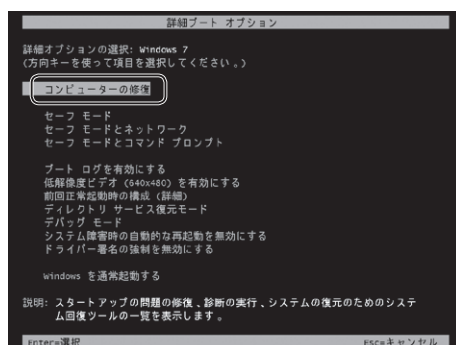 詳細ブート オプション
詳細オプションの選択: Windows 7
(方向キーを使って項目を選択してください。)
コンピューターの修復
セーフ モード
セーフ モードとネットワーク
セーフ モードとコマンド プロンプト
ブート ログを有効にする
低解像度ビデオ (640x480) を有効にする
前回正常起動時の構成 (詳細)
ディレクトリ サービス復元モード
デバッグ モード
システム障害時の自動的な再起動を無効にする
ドライバー署名の強制を無効にする
Windows を通常起動する
説明: スタートアップの問題の修復、診断の実行、システムの復元のためのシステ
ム回復ツールの一覧を表示します。
Enter=選択 ESC=キャンセル